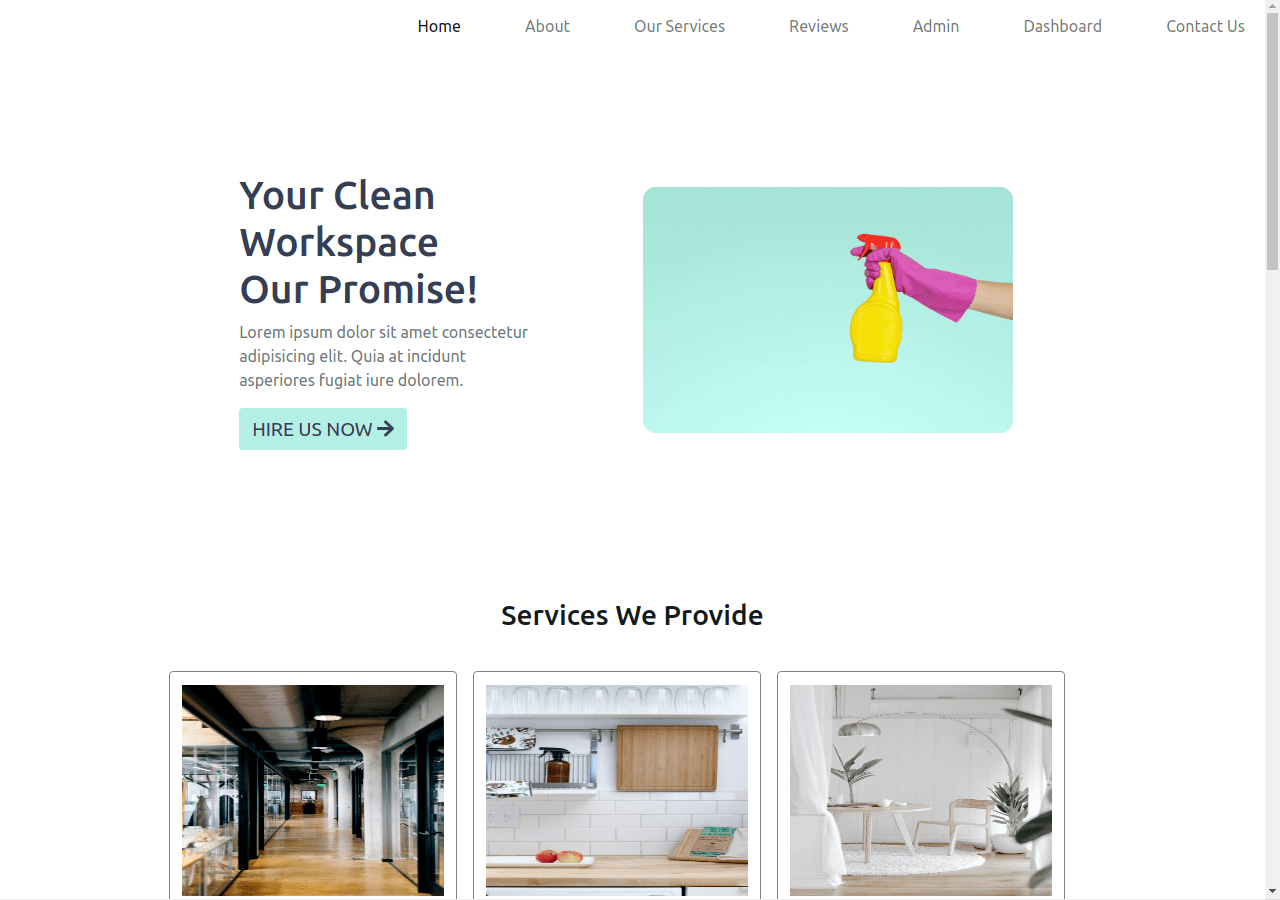 Home About Our Services Reviews Admin Dashboard Contact Us
Your Clean
Workspace
Our Promise!
Lorem ipsum dolor sit amet consectetur
adipisicing elit. Quia at incidunt
asperiores fugiat iure dolorem.
HIRE US NOW
Services We Provide